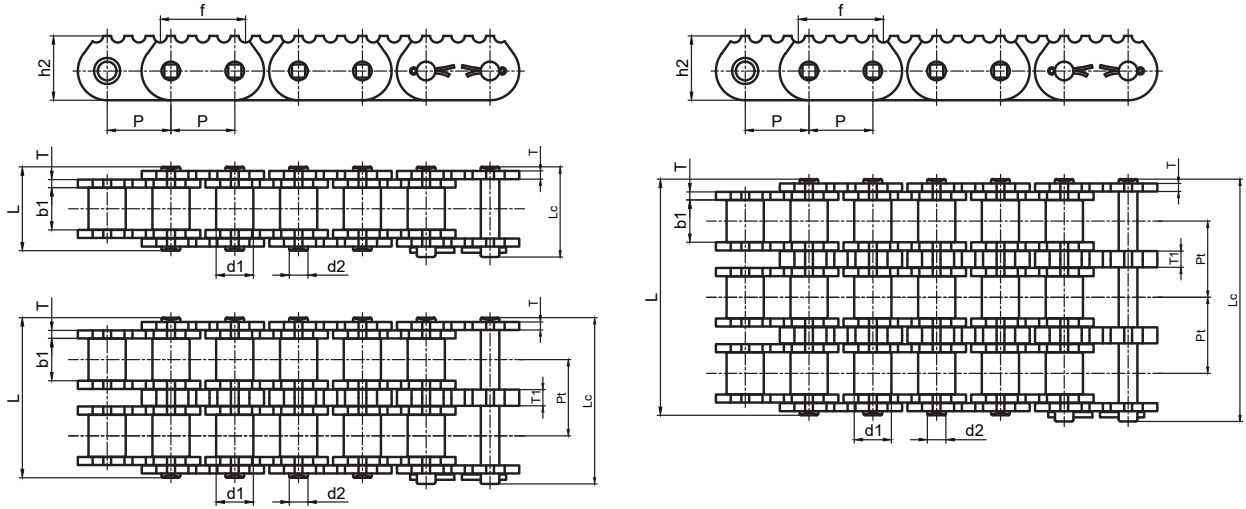 f
h2
P P
T T
L b1 Lc
d1 d2
T T
L b1 T1 Pt Lc
d1 d2
f
h2
P P
T T
L b1 T1 Pt Pt Lc
d1 d2